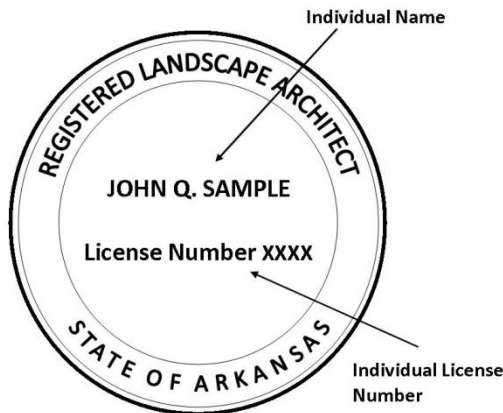 Individual Name
REGISTERED LANDSCAPE ARCHITECT
JOHN Q. SAMPLE
License Number XXXX
STATE OF ARKANSAS
Individual License
Number